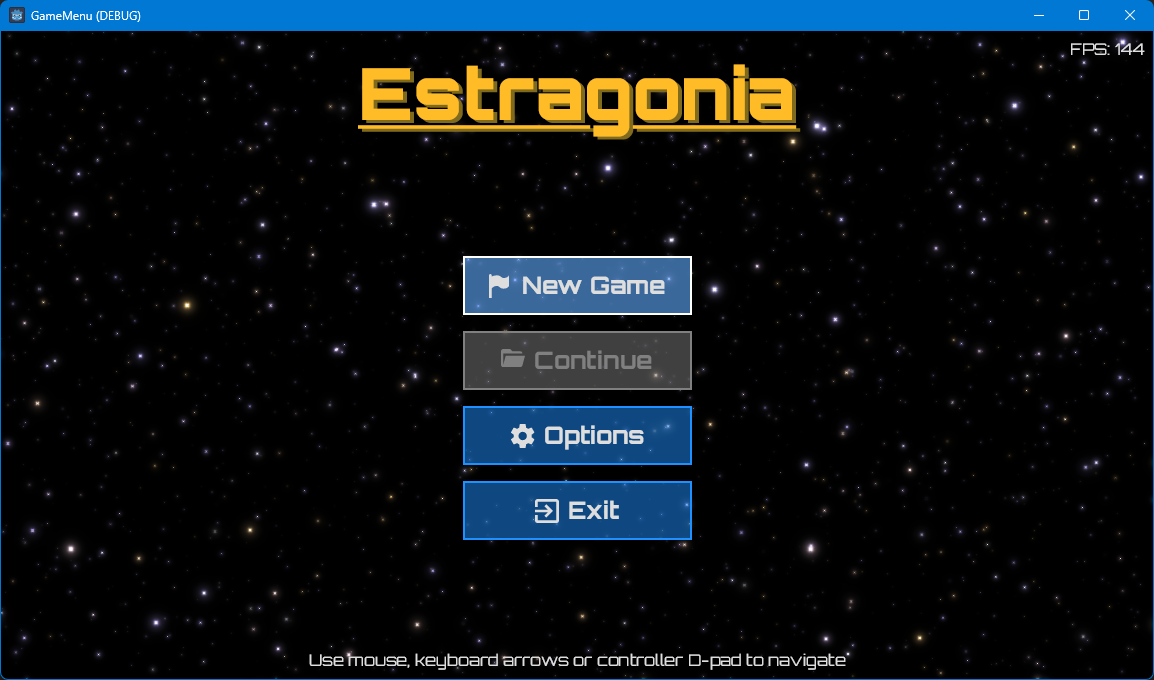 GameMenu (DEBUG)
FPS: 144
Estragonia
New Game
Continue
Options
Exit
Use mouse, keyboard arrows or controller D-pad to navigate